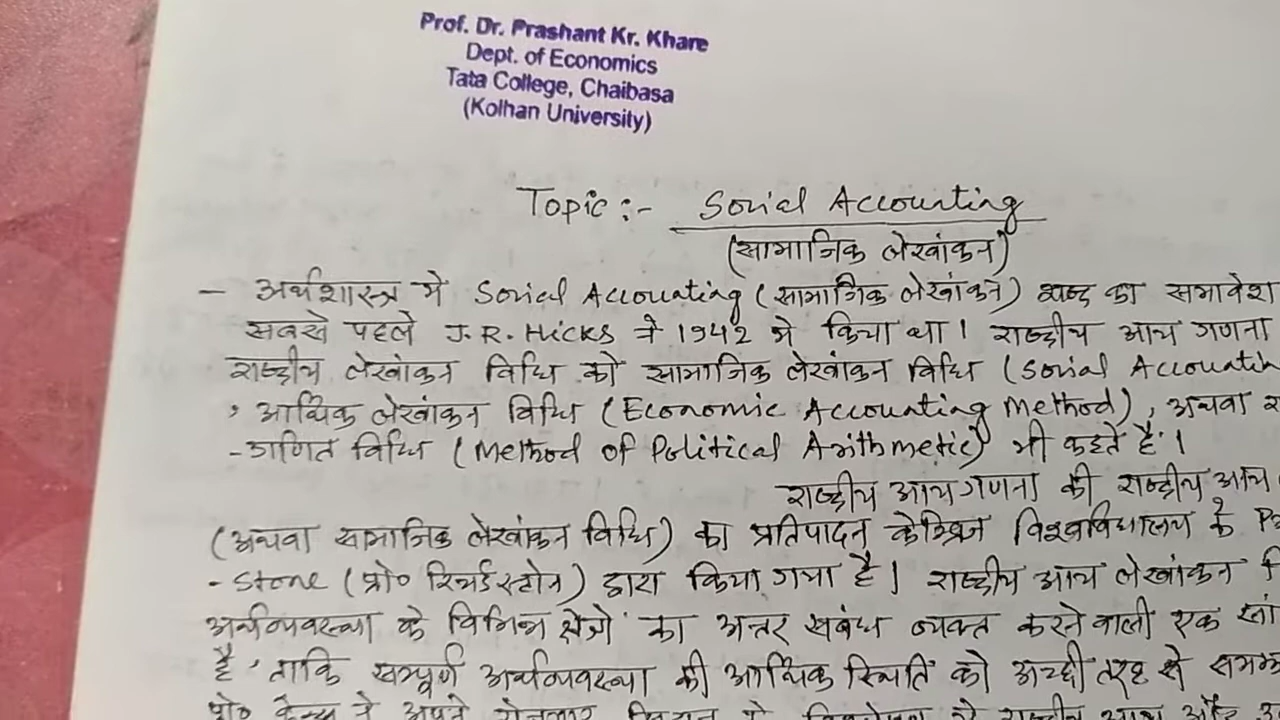 Prof. Dr. Prashant Kr. Khare
Dept. of Economics
Tata College, Chaibasa
(Kolhan University)
Topic :- Social Accounting
(सामाजिक लेखांकन)
- अर्थशास्त्र में Social Accounting (सामाजिक लेखांकन) शब्द का समावेश
सबसे पहले J.R. Hicks ने 1942 में किया था। राष्ट्रीय आय गणना
राष्ट्रीय लेखांकन विधि को सामाजिक लेखांकन विधि (Social Accountin
, आर्थिक लेखांकन विधि (Economic Accounting Method), अथवा
-गणित विधि (Method of Political Arithmetic) भी कहते है।
राष्ट्रीय आय गणना की राष्ट्रीय आय
(अथवा सामाजिक लेखांकन विधि) का प्रतिपादन केम्ब्रिज विश्वविद्यालय के
- Stone (प्रो० रिचर्ड स्टोन) द्वारा किया गया है। राष्ट्रीय आय लेखांकन
अर्थव्यवस्था के विभिन्न क्षेत्रो का अन्तर संबंध व्यक्त करने वाली एक
है, ताकि सम्पूर्ण अर्थव्यवस्था की आर्थिक स्थिति को अच्छी तरह से
प्रो० केन्स ने अपने